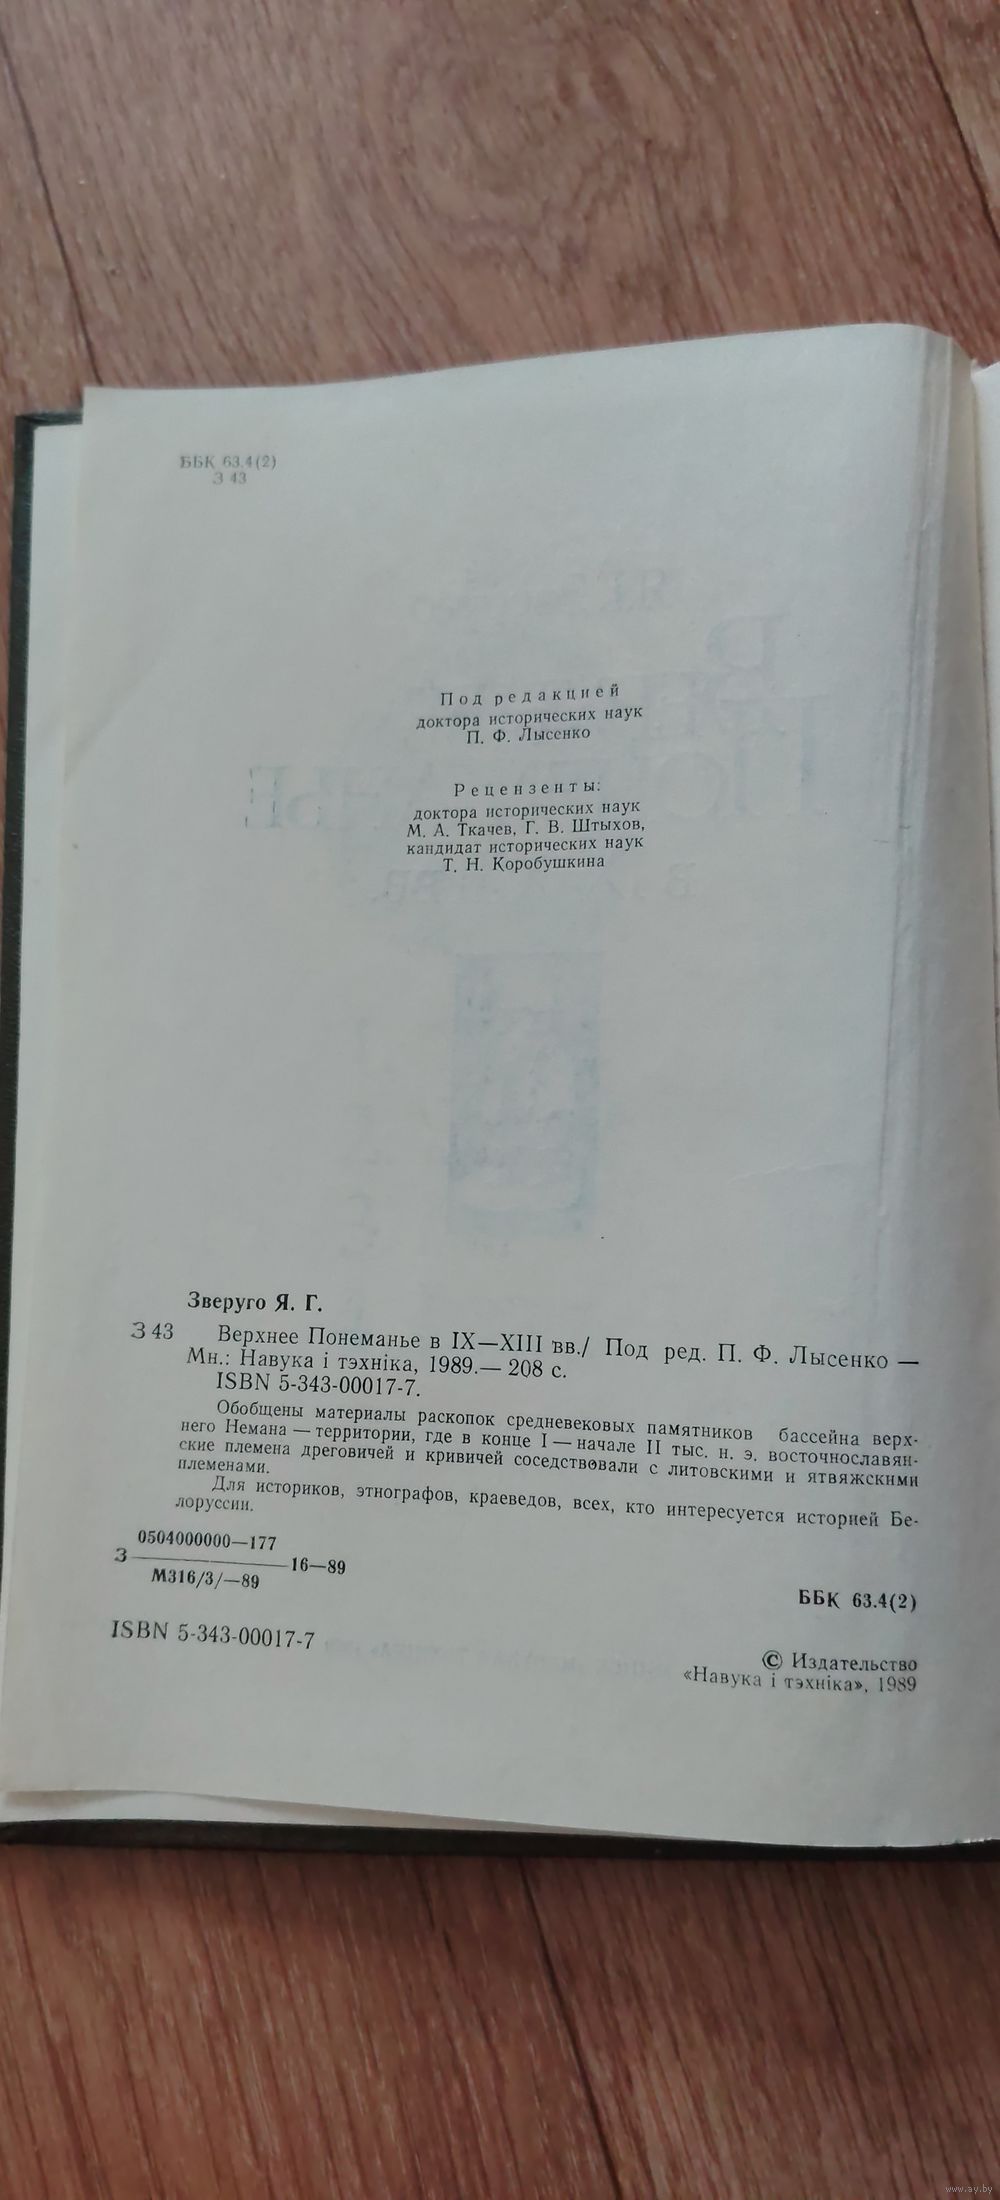 ББК 63.4(2)
З 43
Под редакцией
доктора исторических наук
П. Ф. Лысенко
Рецензенты:
доктора исторических наук
М. А. Ткачев, Г. В. Штыхов,
кандидат исторических наук
Т. Н. Коробушкина
Зверуго Я. Г.
З 43 Верхнее Понеманье в IX—XIII вв./ Под ред. П. Ф. Лысенко —
Мн.: Навука і тэхніка, 1989.— 208 с.
ISBN 5-343-00017-7.
Обобщены материалы раскопок средневековых памятников бассейна верх-
него Немана — территории, где в конце I — начале II тыс. н. э. восточнославян-
ские племена дреговичей и кривичей соседствовали с литовскими и ятвяжскими
племенами.
Для историков, этнографов, краеведов, всех, кто интересуется историей Бе-
лоруссии.
0504000000—177
З 16—89
М316/3/—89
ББК 63.4(2)
ISBN 5-343-00017-7
© Издательство
«Навука і тэхніка», 1989
www.ay.by